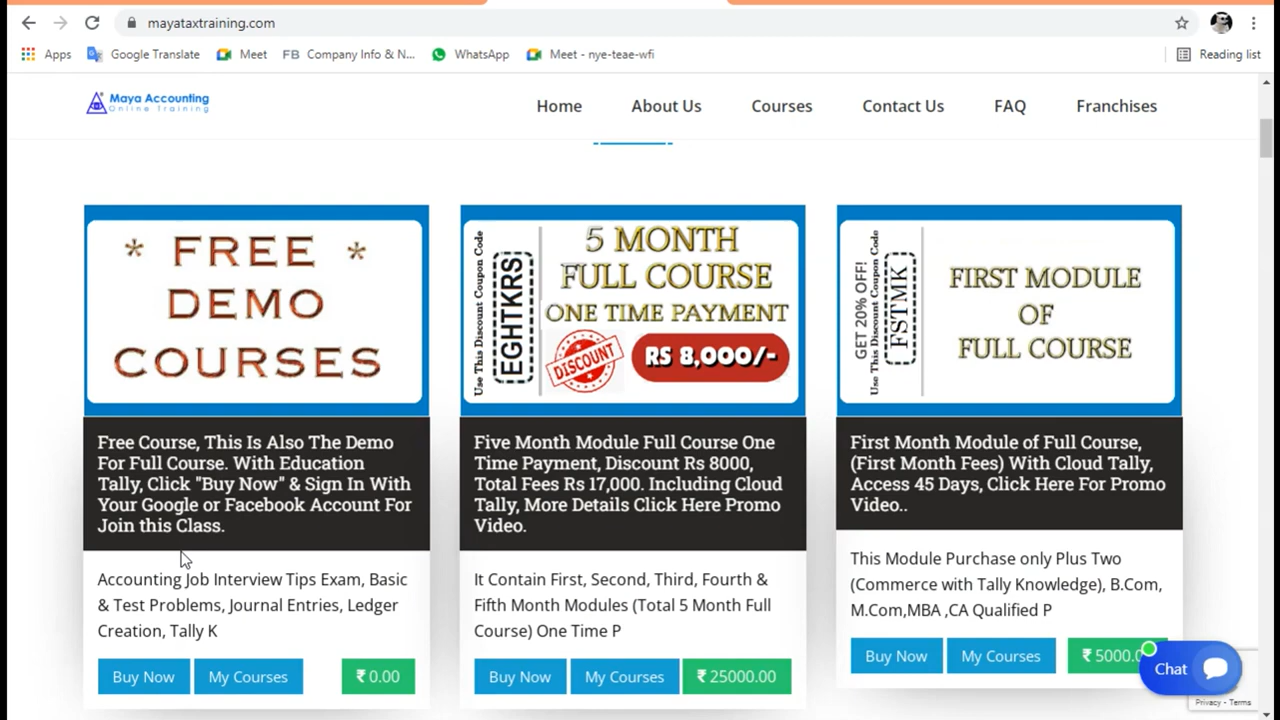 mayataxtraining.com
Apps Google Translate Meet FB Company Info & N... WhatsApp Meet - nye-teae-wfi Reading list
Maya Accounting
Online Training
Home About Us Courses Contact Us FAQ Franchises
* FREE *
DEMO
COURSES
Use This Discount Coupon Code
EGHTKRS
5 MONTH
FULL COURSE
ONE TIME PAYMENT
DISCOUNT
RS 8,000/-
GET 20% OFF!
Use This Discount Coupon Code
FSTMK
FIRST MODULE
OF
FULL COURSE
Free Course, This Is Also The Demo
For Full Course. With Education
Tally, Click "Buy Now" & Sign In With
Your Google or Facebook Account For
Join this Class.
Accounting Job Interview Tips Exam, Basic
& Test Problems, Journal Entries, Ledger
Creation, Tally K
Buy Now My Courses ₹ 0.00
Five Month Module Full Course One
Time Payment, Discount Rs 8000,
Total Fees Rs 17,000. Including Cloud
Tally, More Details Click Here Promo
Video.
It Contain First, Second, Third, Fourth &
Fifth Month Modules (Total 5 Month Full
Course) One Time P
Buy Now My Courses ₹ 25000.00
First Month Module of Full Course,
(First Month Fees) With Cloud Tally,
Access 45 Days, Click Here For Promo
Video..
This Module Purchase only Plus Two
(Commerce with Tally Knowledge), B.Com,
M.Com,MBA ,CA Qualified P
Buy Now My Courses ₹ 5000.0
Chat
Privacy - Terms